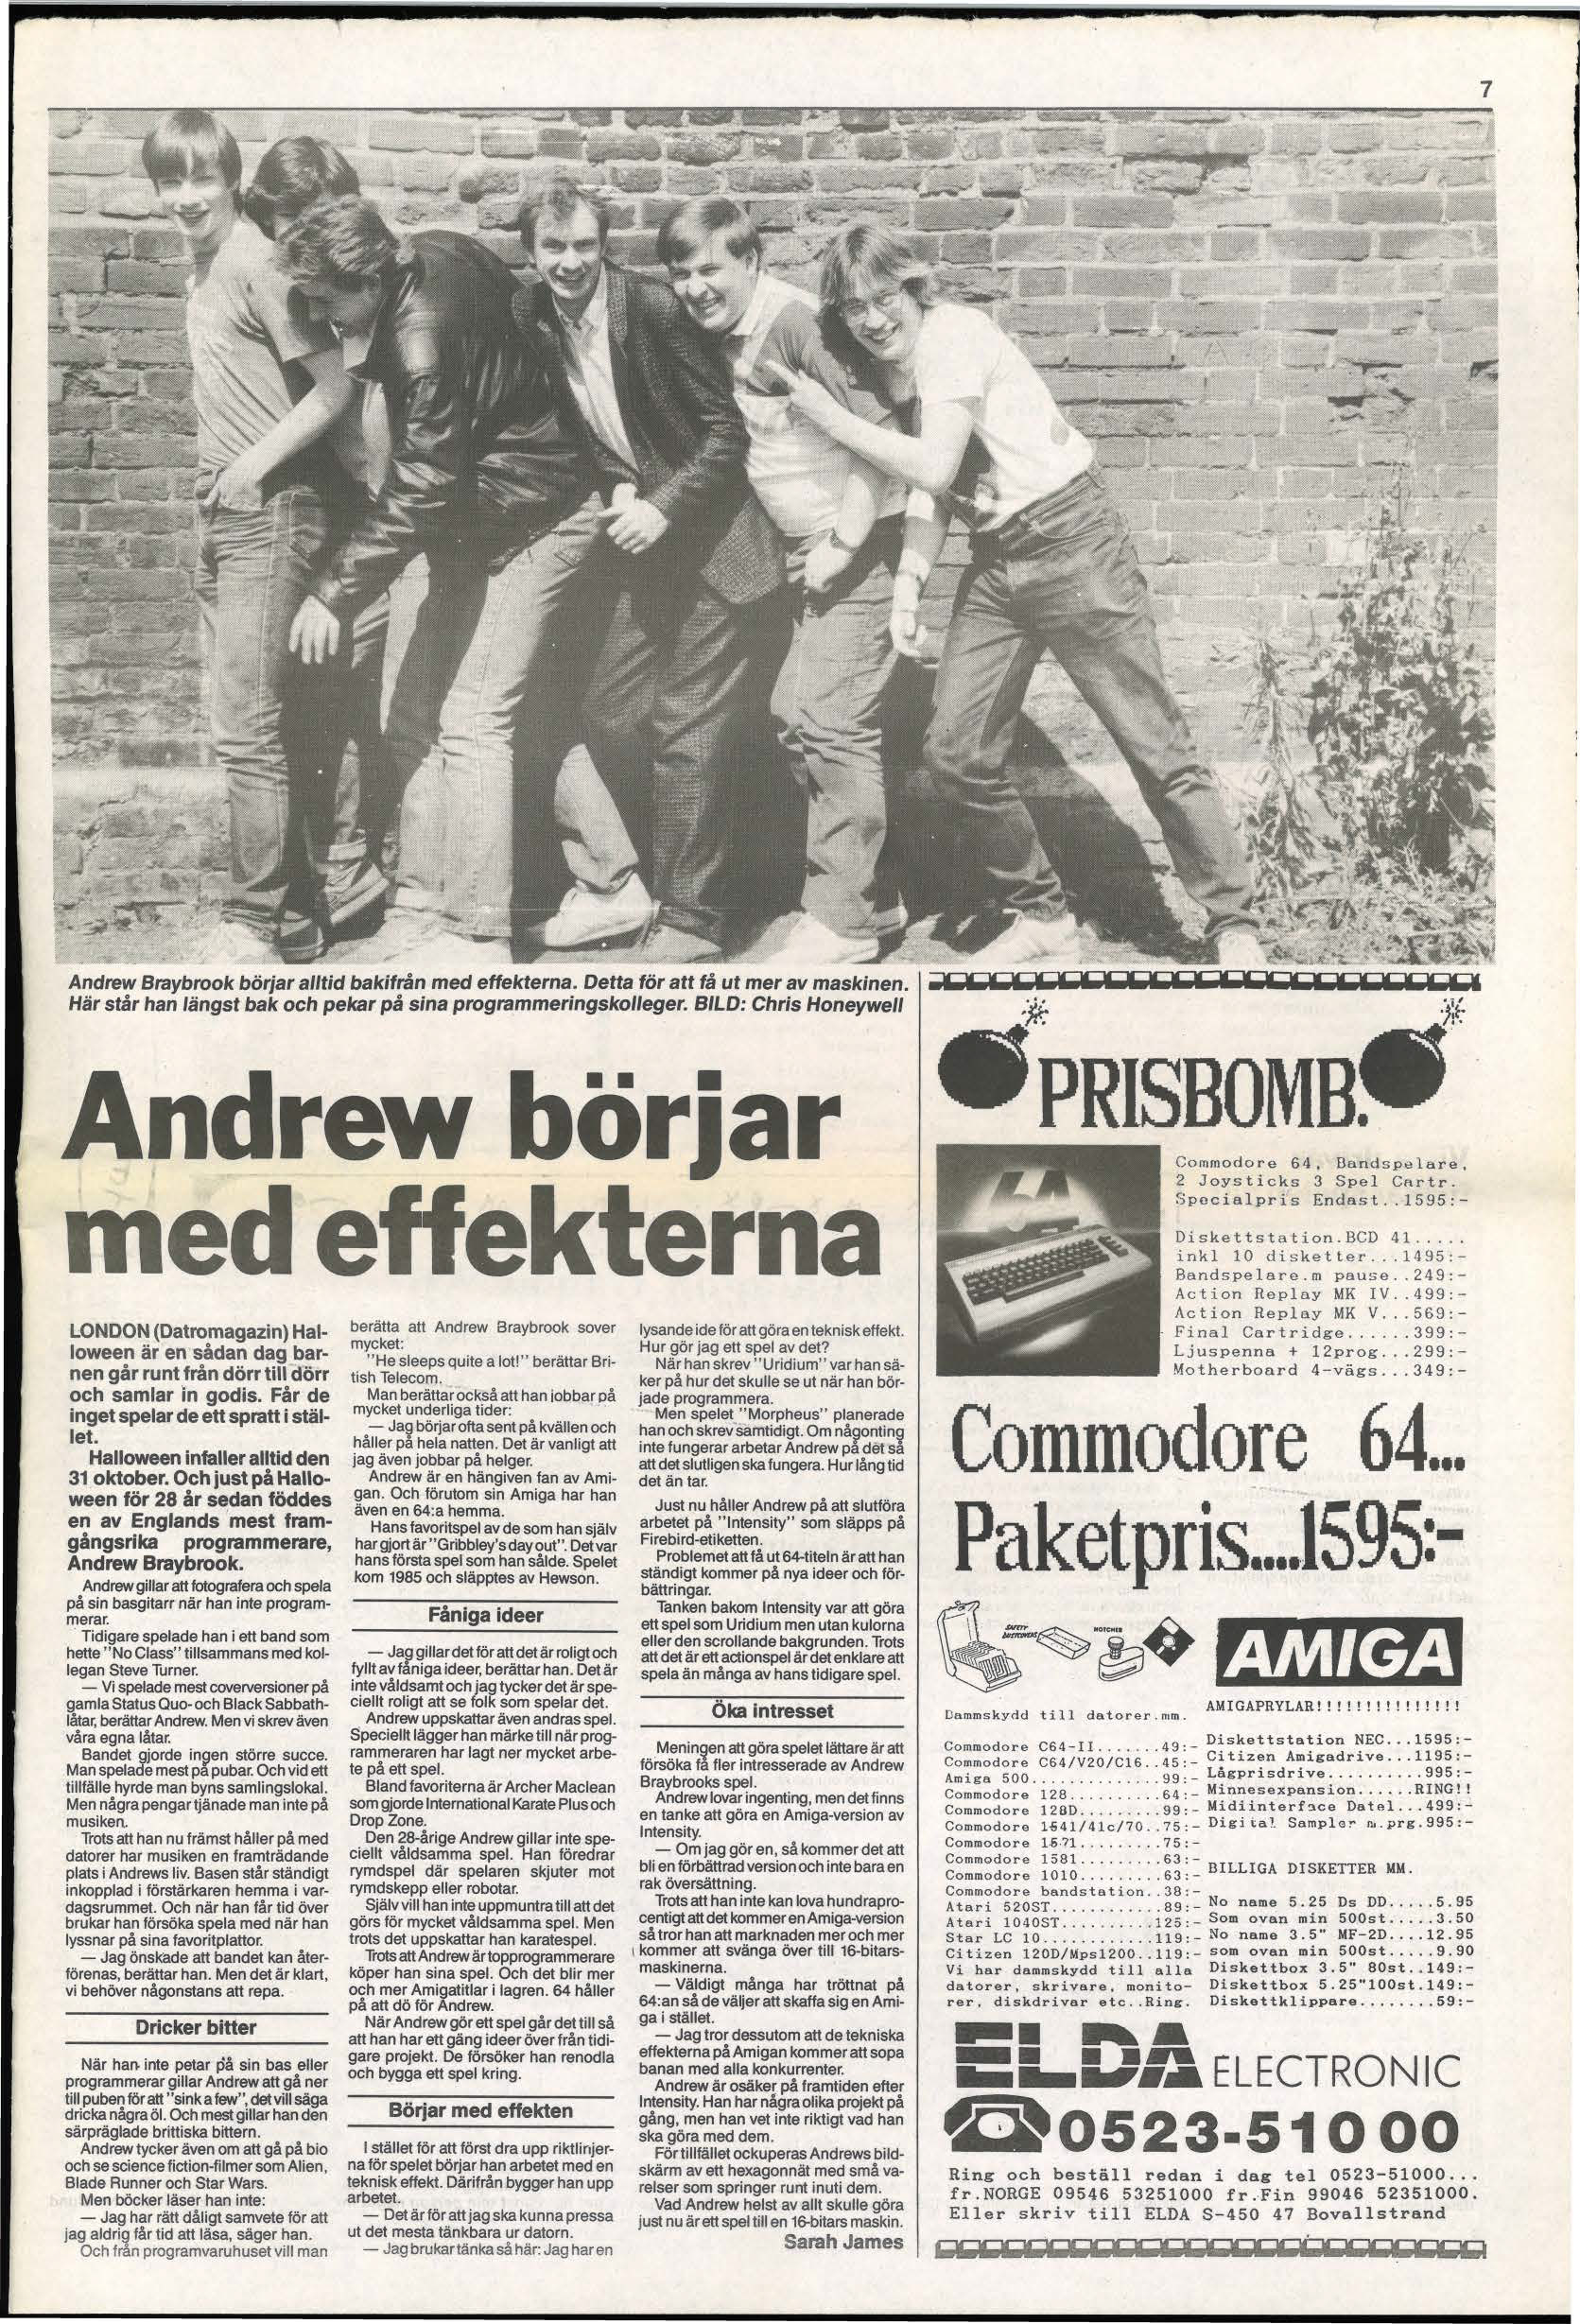 7
Andrew Braybrook börjar alltid bakifrån med effekterna. Detta för att få ut mer av maskinen.
Här står han längst bak och pekar på sina programmeringskolleger. BILD: Chris Honeywell
Andrew börjar
med effekterna
LONDON (Datromagazin) Hal-
loween är en sådan dag bar-
nen går runt från dörr till dörr
och samlar in godis. Får de
inget spelar de ett spratt i stäl-
let.
Halloween infaller alltid den
31 oktober. Och just på Hallo-
ween för 28 år sedan föddes
en av Englands mest fram-
gångsrika programmerare,
Andrew Braybrook.
Andrew gillar att fotografera och spela
på sin basgitarr när han inte program-
merar.
Tidigare spelade han i ett band som
hette "No Class" tillsammans med kol-
legan Steve Turner.
— Vi spelade mest coverversioner på
gamla Status Quo- och Black Sabbath-
låtar, berättar Andrew. Men vi skrev även
våra egna låtar.
Bandet gjorde ingen större succe.
Man spelade mest på pubar. Och vid ett
tillfälle hyrde man byns samlingslokal.
Men några pengar tjänade man inte på
musiken.
Trots att han nu främst håller på med
datorer har musiken en framträdande
plats i Andrews liv. Basen står ständigt
inkopplad i förstärkaren hemma i var-
dagsrummet. Och när han får tid över
brukar han försöka spela med när han
lyssnar på sina favoritplattor.
— Jag önskade att bandet kan åter-
förenas, berättar han. Men det är klart,
vi behöver någonstans att repa.
Dricker bitter
När han inte petar på sin bas eller
programmerar gillar Andrew att gå ner
till puben för att "sink a few", det vill säga
dricka några öl. Och mest gillar han den
särpräglade brittiska bittern.
Andrew tycker även om att gå på bio
och se science fiction-filmer som Alien,
Blade Runner och Star Wars.
Men böcker läser han inte:
— Jag har rätt dåligt samvete för att
jag aldrig får tid att läsa, säger han.
Och från programvaruhuset vill man
berätta att Andrew Braybrook sover
mycket:
"He sleeps quite a lot!" berättar Bri-
tish Telecom.
Man berättar också att han jobbar på
mycket underliga tider:
— Jag börjar ofta sent på kvällen och
håller på hela natten. Det är vanligt att
jag även jobbar på helger.
Andrew är en hängiven fan av Ami-
gan. Och förutom sin Amiga har han
även en 64:a hemma.
Hans favoritspel av de som han själv
har gjort är "Gribbley's day out". Det var
hans första spel som han sålde. Spelet
kom 1985 och släpptes av Hewson.
Fåniga ideer
— Jag gillar det för att det är roligt och
fyllt av fåniga ideer, berättar han. Det är
inte våldsamt och jag tycker det är spe-
ciellt roligt att se folk som spelar det.
Andrew uppskattar även andras spel.
Speciellt lägger han märke till när prog-
rammeraren har lagt ner mycket arbe-
te på ett spel.
Bland favoriterna är Archer Maclean
som gjorde International Karate Plus och
Drop Zone.
Den 28-årige Andrew gillar inte spe-
ciellt våldsamma spel. Han föredrar
rymdspel där spelaren skjuter mot
rymdskepp eller robotar.
Själv vill han inte uppmuntra till att det
görs för mycket våldsamma spel. Men
trots det uppskattar han karatespel.
Trots att Andrew är topprogrammerare
köper han sina spel. Och det blir mer
och mer Amigatitlar i lagren. 64 håller
på att dö för Andrew.
När Andrew gör ett spel går det till så
att han har ett gäng ideer över från tidi-
gare projekt. De försöker han renodla
och bygga ett spel kring.
Börjar med effekten
I stället för att först dra upp riktlinjer-
na för spelet börjar han arbetet med en
teknisk effekt. Därifrån bygger han upp
arbetet.
— Det är för att jag ska kunna pressa
ut det mesta tänkbara ur datorn.
— Jag brukar tänka så här: Jag har en
lysande ide för att göra en teknisk effekt.
Hur gör jag ett spel av det?
När han skrev "Uridium" var han sä-
ker på hur det skulle se ut när han bör-
jade programmera.
Men spelet "Morpheus" planerade
han och skrev samtidigt. Om någonting
inte fungerar arbetar Andrew på det så
att det slutligen ska fungera. Hur lång tid
det än tar.
Just nu håller Andrew på att slutföra
arbetet på "Intensity" som släpps på
Firebird-etiketten.
Problemet att få ut 64-titeln är att han
ständigt kommer på nya ideer och för-
bättringar.
Tanken bakom Intensity var att göra
ett spel som Uridium men utan kulorna
eller den scrollande bakgrunden. Trots
att det är ett actionspel är det enklare att
spela än många av hans tidigare spel.
Öka intresset
Meningen att göra spelet lättare är att
försöka få fler intresserade av Andrew
Braybrooks spel.
Andrew lovar ingenting, men det finns
en tanke att göra en Amiga-version av
Intensity.
— Om jag gör en, så kommer det att
bli en förbättrad version och inte bara en
rak översättning.
Trots att han inte kan lova hundrapro-
centigt att det kommer en Amiga-version
så tror han att marknaden mer och mer
kommer att svänga över till 16-bitars-
maskinerna.
— Väldigt många har tröttnat på
64:an så de väljer att skaffa sig en Ami-
ga i stället.
— Jag tror dessutom att de tekniska
effekterna på Amigan kommer att sopa
banan med alla konkurrenter.
Andrew är osäker på framtiden efter
Intensity. Han har några olika projekt på
gång, men han vet inte riktigt vad han
ska göra med dem.
För tillfället ockuperas Andrews bild-
skärm av ett hexagonnät med små va-
relser som springer runt inuti dem.
Vad Andrew helst av allt skulle göra
just nu är ett spel till en 16-bitars maskin.
Sarah James
PRISBOMB.
64
Commodore 64, Bandspelare,
2 Joysticks 3 Spel Cartr.
Specialpris Endast..1595:-
Diskettstation.BCD 41.....
inkl 10 disketter...1495:-
Bandspelare.m pause..249:-
Action Replay MK IV..499:-
Action Replay MK V...569:-
Final Cartridge......399:-
Ljuspenna + 12prog...299:-
Motherboard 4-vägs...349:-
Commodore 64...
Paketpris....1595:-
SAFETY
DUSTCOVERS
NOTCHER
AMIGA
Dammskydd till datorer.mm.
Commodore C64-II.......49:-
Commodore C64/V20/C16..45:-
Amiga 500..............99:-
Commodore 128..........64:-
Commodore 128D.........99:-
Commodore 1541/41c/70..75:-
Commodore 1571.........75:-
Commodore 1581.........63:-
Commodore 1010.........63:-
Commodore bandstation..38:-
Atari 520ST............89:-
Atari 1040ST..........125:-
Star LC 10............119:-
Citizen 120D/Mps1200..119:-
Vi har dammskydd till alla
datorer, skrivare, monito-
rer, diskdrivar etc..Ring.
AMIGAPRYLAR!!!!!!!!!!!!!!!
Diskettstation NEC...1595:-
Citizen Amigadrive...1195:-
Lågprisdrive..........995:-
Minnesexpansion......RING!!
Midiinterface Datel...499:-
Digital Sampler m.prg.995:-
BILLIGA DISKETTER MM.
No name 5.25 Ds DD.....5.95
Som ovan min 500st.....3.50
No name 3.5" MF-2D....12.95
som ovan min 500st.....9.90
Diskettbox 3.5" 80st..149:-
Diskettbox 5.25"100st.149:-
Diskettklippare........59:-
ELDA ELECTRONIC
0523-510 00
Ring och beställ redan i dag tel 0523-51000...
fr.NORGE 09546 53251000 fr.Fin 99046 52351000.
Eller skriv till ELDA S-450 47 Bovallstrand